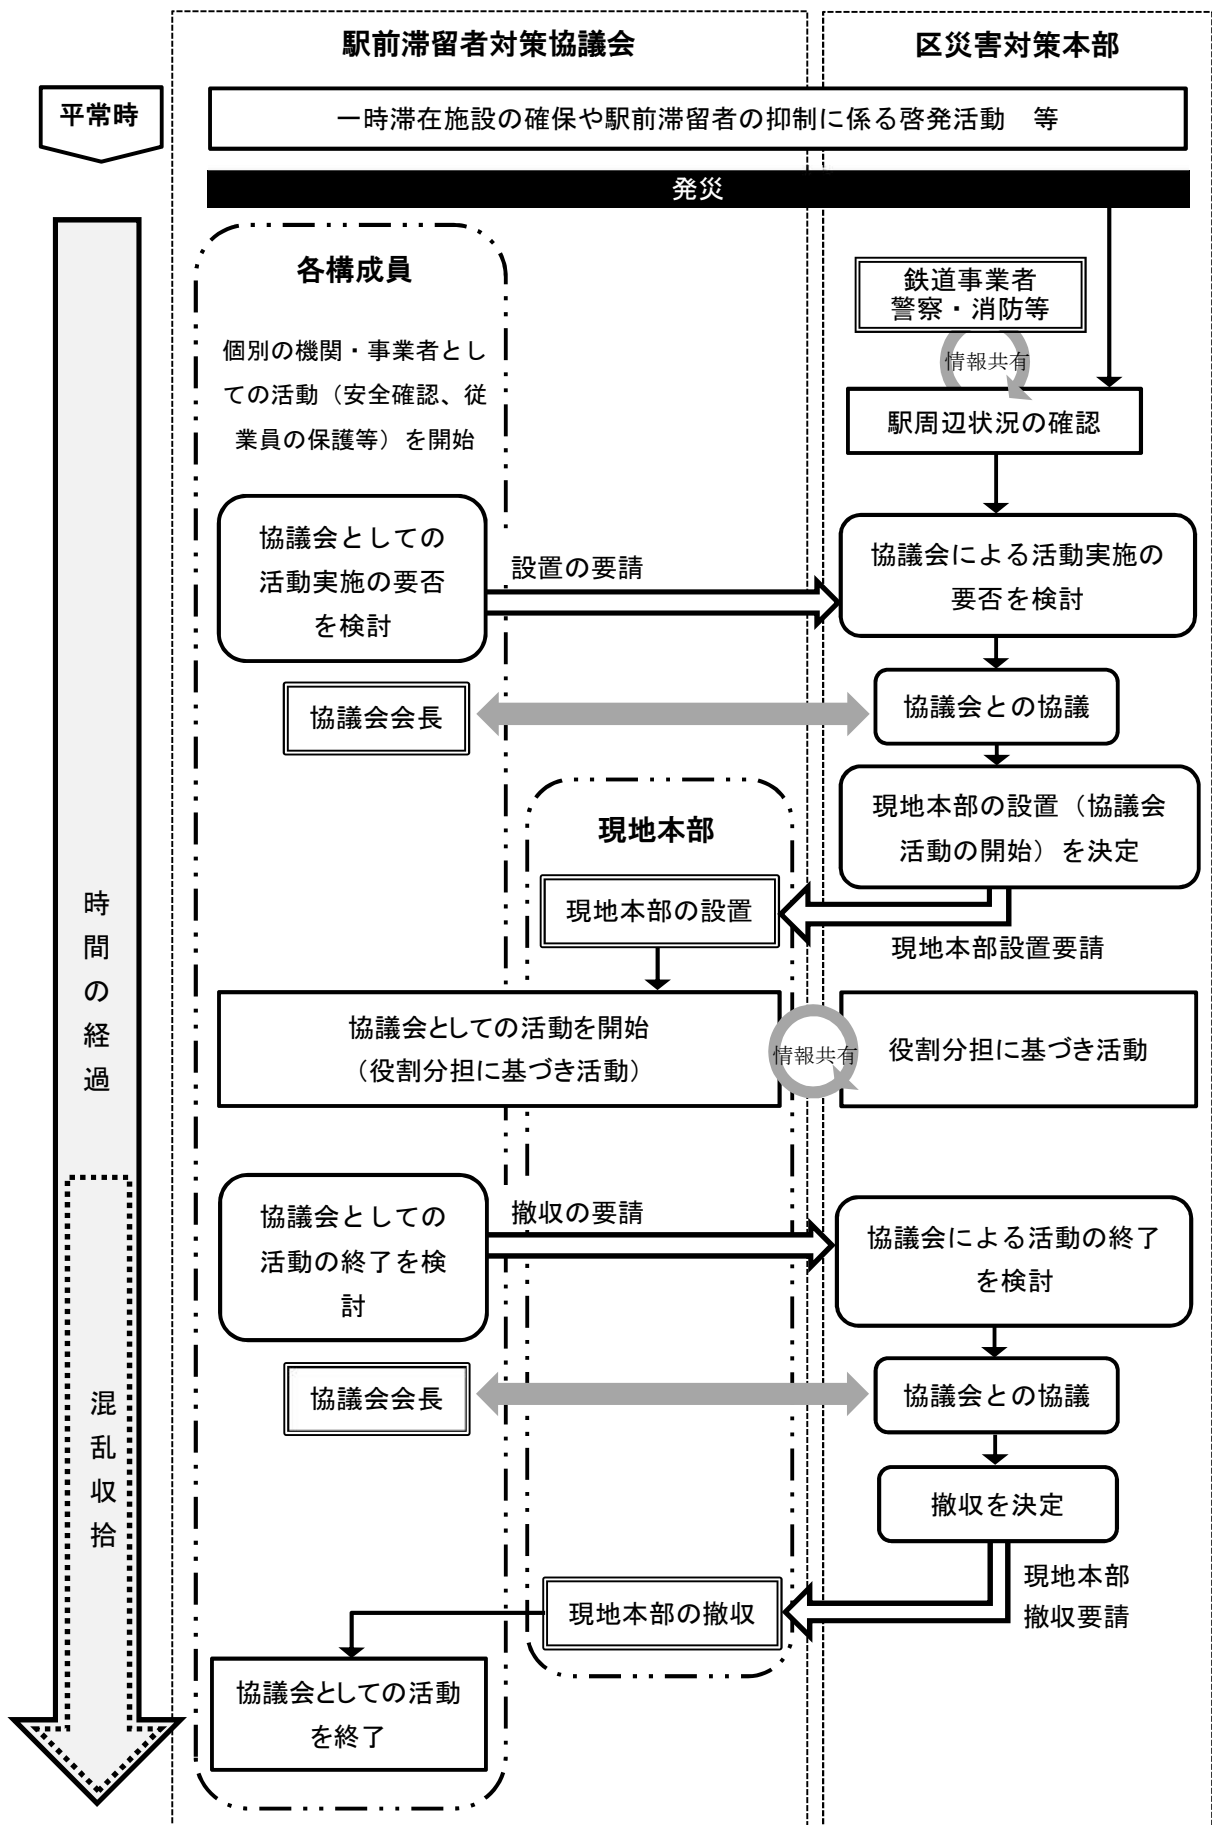 駅前滞留者対策協議会
区災害対策本部
平常時
一時滞在施設の確保や駅前滞留者の抑制に係る啓発活動　等
発災
各構成員
個別の機関・事業者とし
ての活動（安全確認、従
業員の保護等）を開始
鉄道事業者
警察・消防等
情報共有
駅周辺状況の確認
協議会としての
活動実施の要否
を検討
設置の要請
協議会による活動実施の
要否を検討
協議会会長
協議会との協議
現地本部の設置（協議会
活動の開始）を決定
現地本部
現地本部の設置
現地本部設置要請
時間の経過
協議会としての活動を開始
（役割分担に基づき活動）
情報共有
役割分担に基づき活動
協議会としての
活動の終了を検
討
撤収の要請
協議会による活動の終了
を検討
協議会会長
協議会との協議
混乱収拾
撤収を決定
現地本部
撤収要請
現地本部の撤収
協議会としての活動
を終了